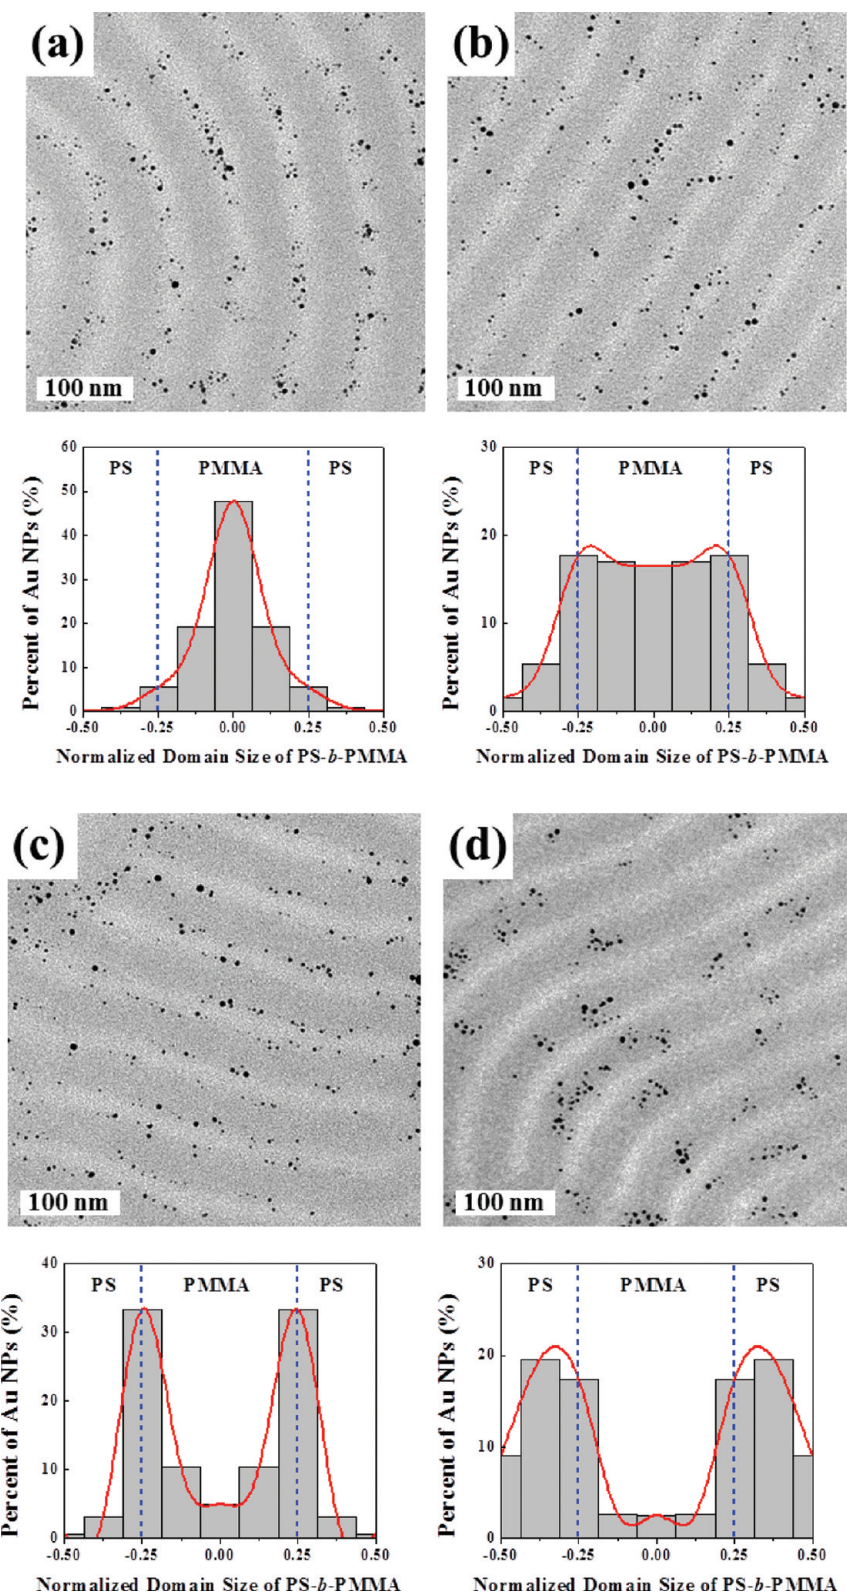 (a)
(b)
100 nm
100 nm
Percent of Au NPs (%)
60
50
40
30
20
10
0
PS
PMMA
PS
-0.50
-0.25
0.00
0.25
0.50
Normalized Domain Size of PS-b-PMMA
Percent of Au NPs (%)
30
20
10
0
PS
PMMA
PS
-0.50
-0.25
0.00
0.25
0.50
Normalized Domain Size of PS-b-PMMA
(c)
(d)
100 nm
100 nm
Percent of Au NPs (%)
40
30
20
10
0
PS
PMMA
PS
-0.50
-0.25
0.00
0.25
0.50
Normalized Domain Size of PS-b-PMMA
Percent of Au NPs (%)
30
20
10
0
PS
PMMA
PS
-0.50
-0.25
0.00
0.25
0.50
Normalized Domain Size of PS-b-PMMA